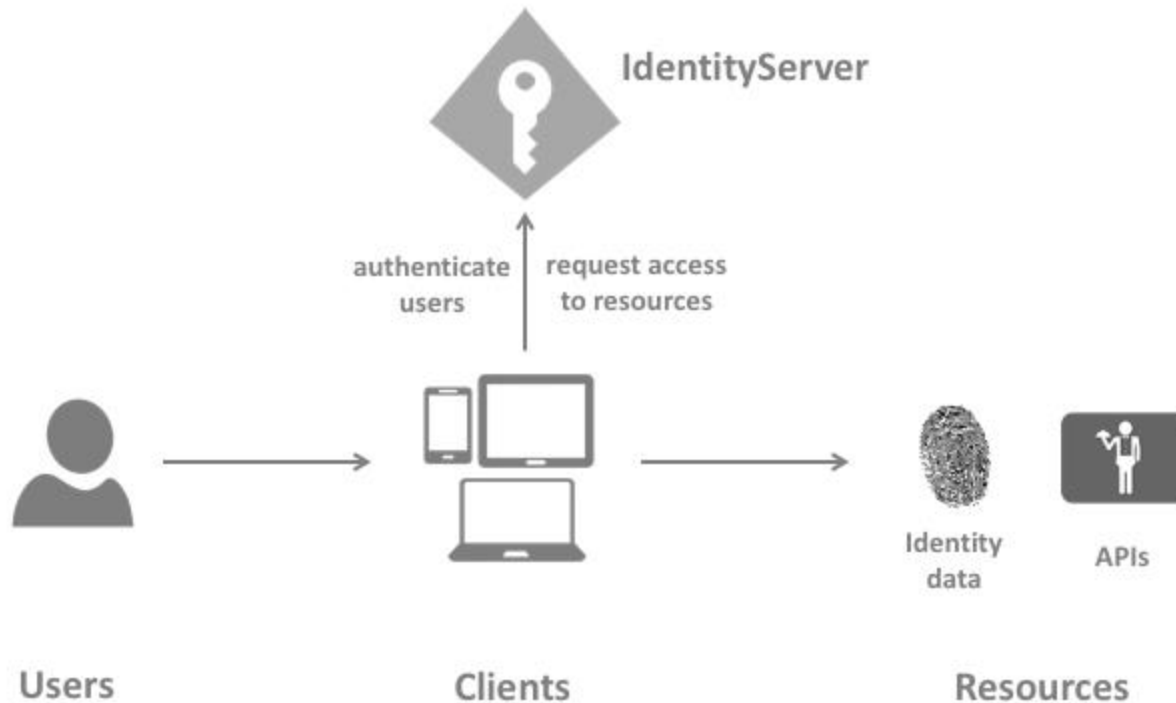 IdentityServer
authenticate
users
request access
to resources
Identity
data
APIs
Users
Clients
Resources